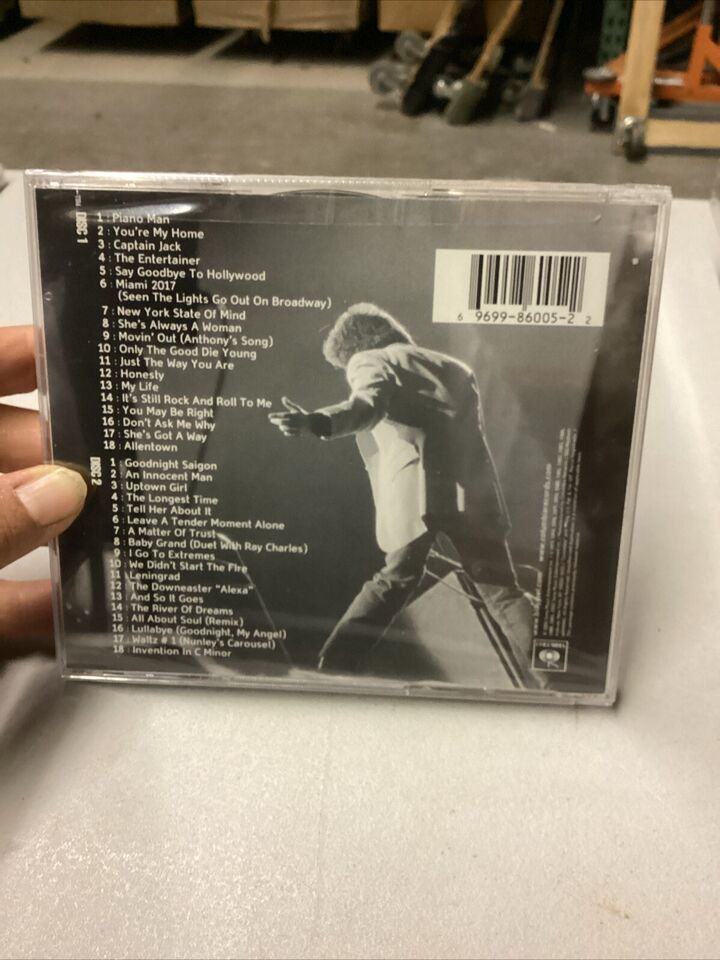 DISC 1
1 : Piano Man
2 : You're My Home
3 : Captain Jack
4 : The Entertainer
5 : Say Goodbye To Hollywood
6 : Miami 2017
(Seen The Lights Go Out On Broadway)
7 : New York State Of Mind
8 : She's Always A Woman
9 : Movin' Out (Anthony's Song)
10 : Only The Good Die Young
11 : Just The Way You Are
12 : Honesty
13 : My Life
14 : It's Still Rock And Roll To Me
15 : You May Be Right
16 : Don't Ask Me Why
17 : She's Got A Way
18 : Allentown
DISC 2
1 : Goodnight Saigon
2 : An Innocent Man
3 : Uptown Girl
4 : The Longest Time
5 : Tell Her About It
6 : Leave A Tender Moment Alone
7 : A Matter Of Trust
8 : Baby Grand (Duet With Ray Charles)
9 : I Go To Extremes
10 : We Didn't Start The Fire
11 : Leningrad
12 : The Downeaster "Alexa"
13 : And So It Goes
14 : The River Of Dreams
15 : All About Soul (Remix)
16 : Lullabye (Goodnight, My Angel)
17 : Waltz # 1 (Nunley's Carousel)
18 : Invention In C Minor
6 9699-86005-2 2
COLUMBIA